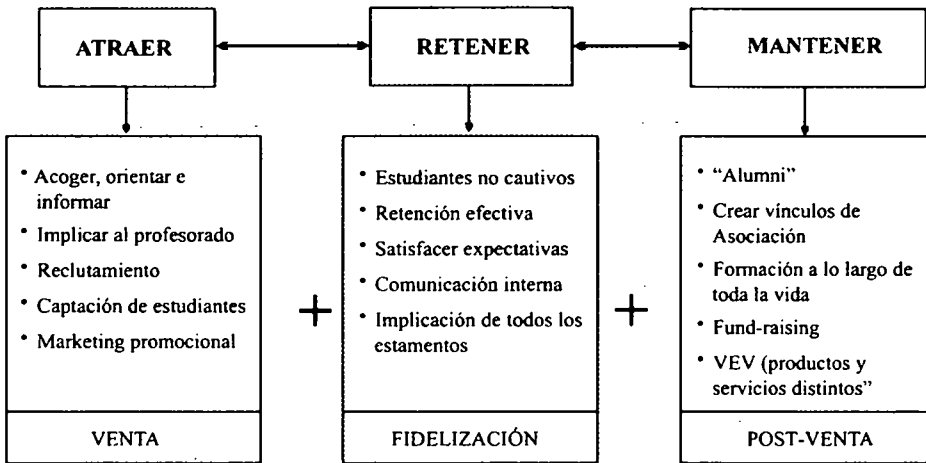 ATRAER
RETENER
MANTENER
• Acoger, orientar e
informar
• Implicar al profesorado
• Reclutamiento
• Captación de estudiantes
• Marketing promocional
VENTA
+
• Estudiantes no cautivos
• Retención efectiva
• Satisfacer expectativas
• Comunicación interna
• Implicación de todos los
estamentos
FIDELIZACIÓN
+
• “Alumni”
• Crear vínculos de
Asociación
• Formación a lo largo de
toda la vida
• Fund-raising
• VEV (productos y
servicios distintos”
POST-VENTA